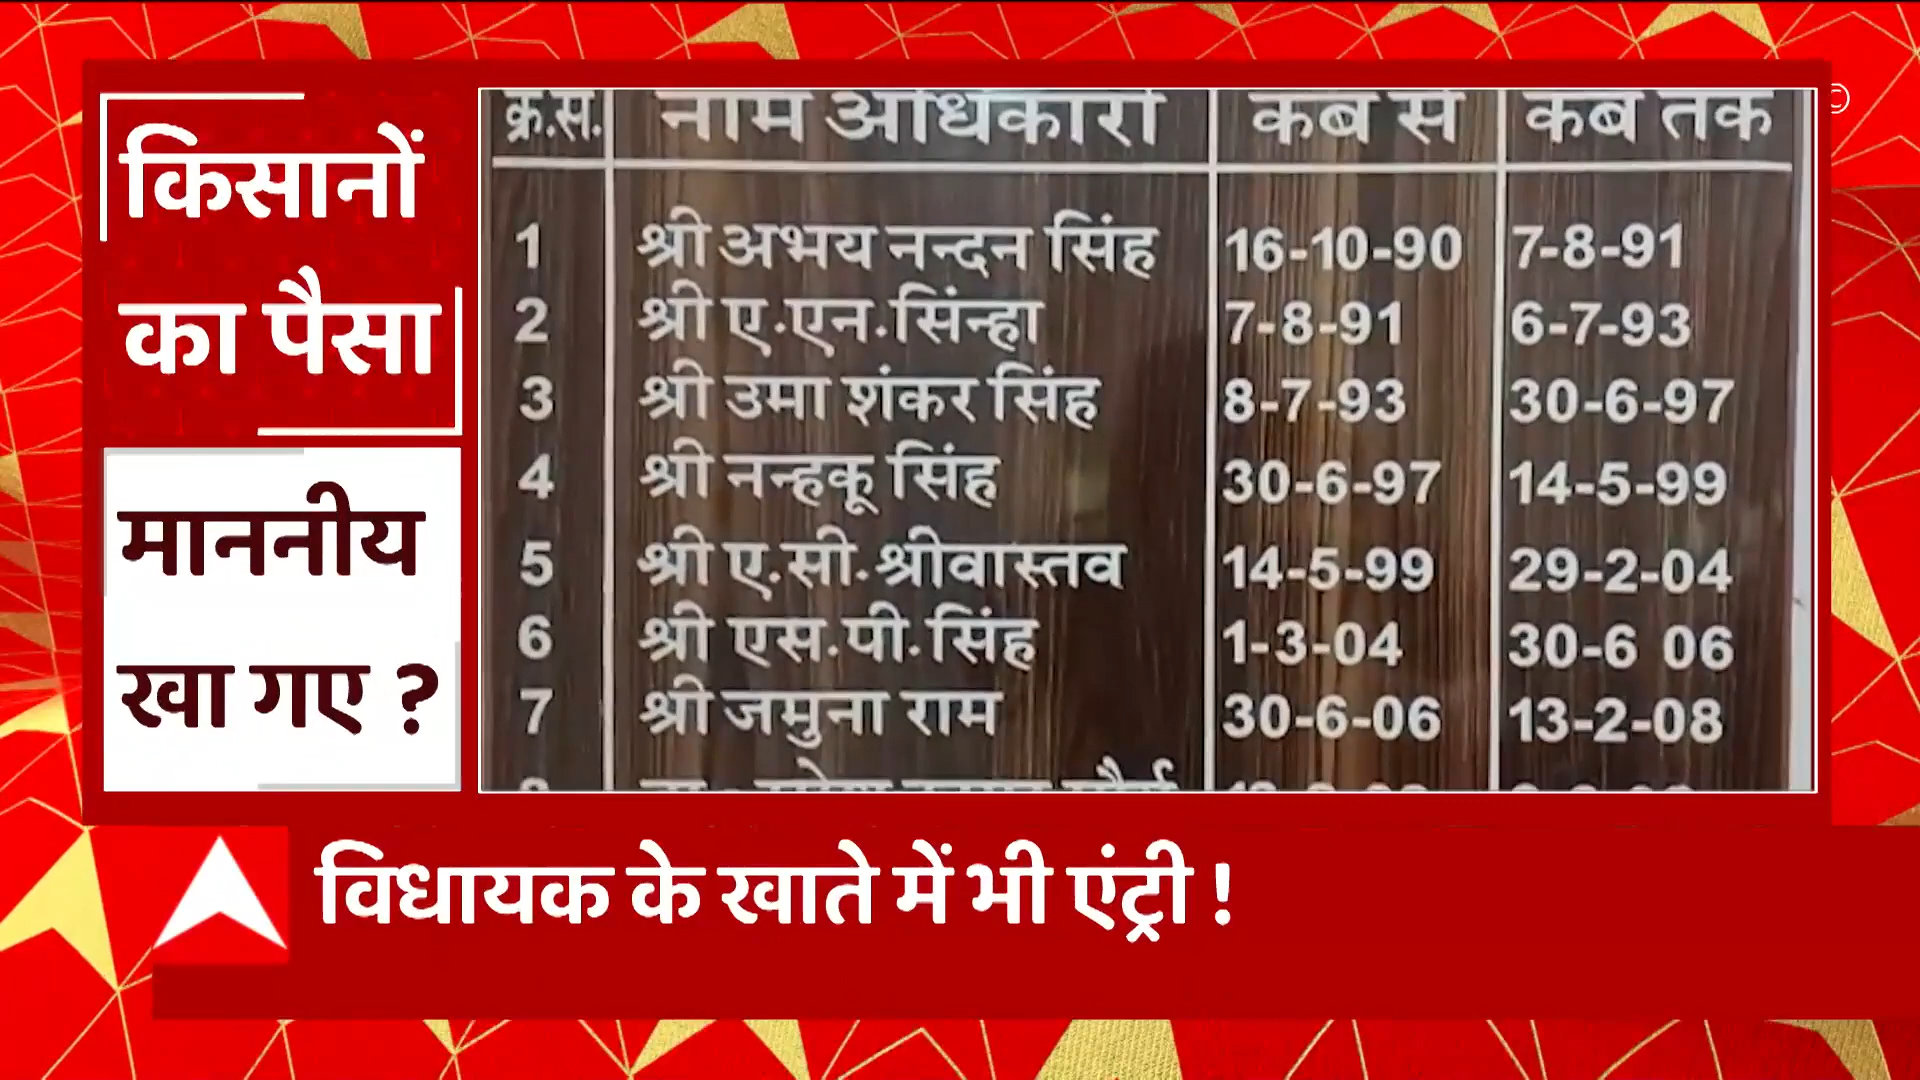 किसानों
का पैसा
माननीय
खा गए ?
क्र.स. नाम अधिकारी कब से कब तक
1 श्री अभय नन्दन सिंह 16-10-90 7-8-91
2 श्री ए.एन.सिंन्हा 7-8-91 6-7-93
3 श्री उमा शंकर सिंह 8-7-93 30-6-97
4 श्री नन्हकू सिंह 30-6-97 14-5-99
5 श्री ए.सी.श्रीवास्तव 14-5-99 29-2-04
6 श्री एस.पी.सिंह 1-3-04 30-6 06
7 श्री जमुना राम 30-6-06 13-2-08
विधायक के खाते में भी एंट्री !
©